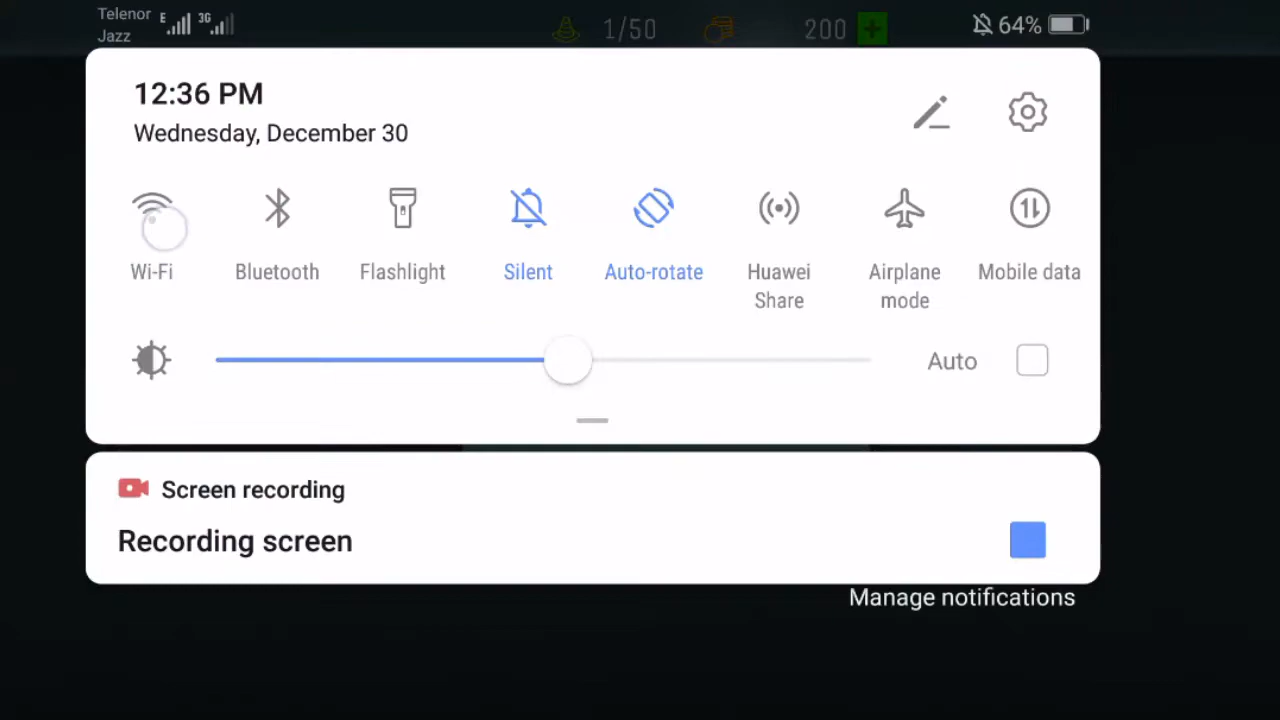 Telenor E 3G
Jazz
1/50 200 64%
12:36 PM
Wednesday, December 30
Wi-Fi Bluetooth Flashlight Silent Auto-rotate Huawei Share Airplane mode Mobile data
Auto
Screen recording
Recording screen
Manage notifications